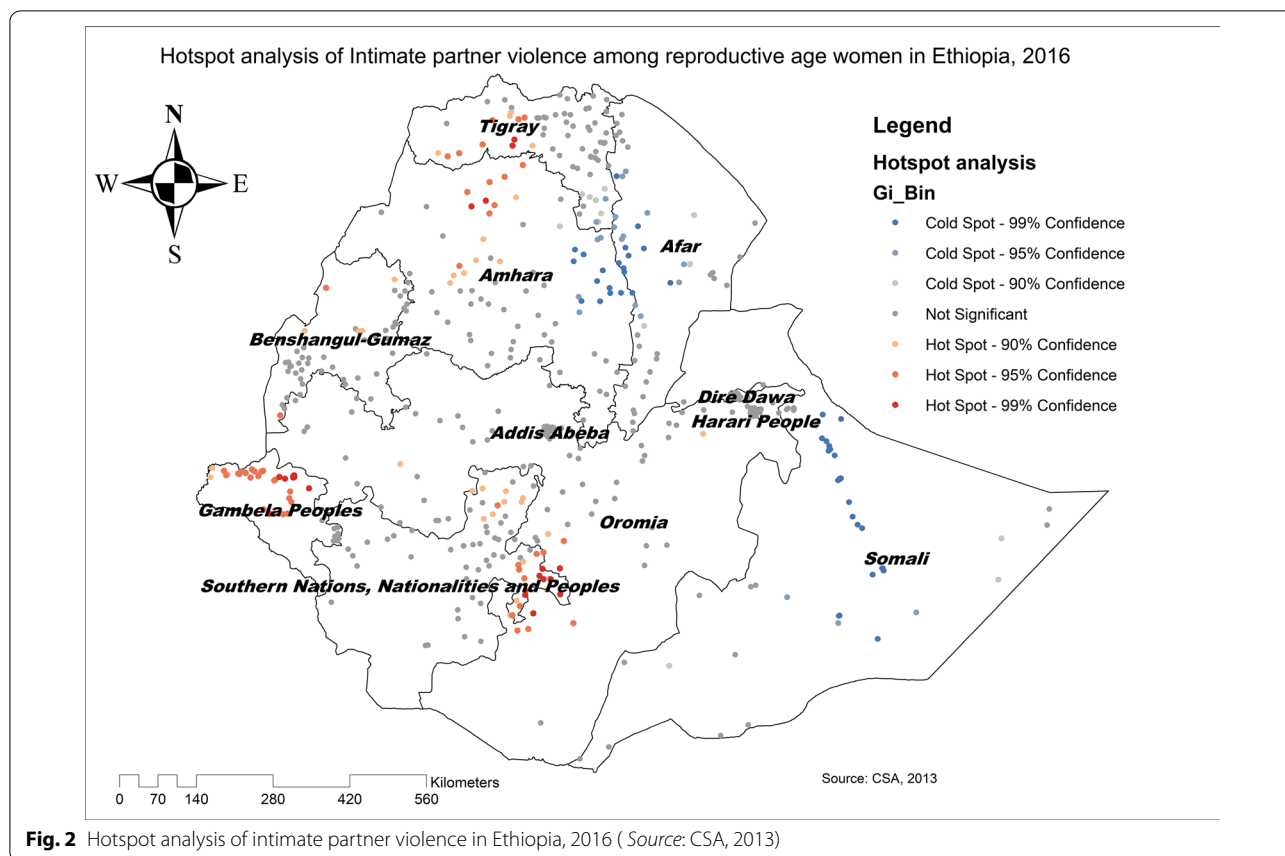 Hotspot analysis of Intimate partner violence among reproductive age women in Ethiopia, 2016
N
W
E
S
Legend
Hotspot analysis
Gi_Bin
Cold Spot - 99% Confidence
Cold Spot - 95% Confidence
Cold Spot - 90% Confidence
Not Significant
Hot Spot - 90% Confidence
Hot Spot - 95% Confidence
Hot Spot - 99% Confidence
Tigray
Afar
Amhara
Benshangul-Gumaz
Dire Dawa
Harari People
Addis Abeba
Gambela Peoples
Oromia
Somali
Southern Nations, Nationalities and Peoples
Kilometers
0 70 140 280 420 560
Source: CSA, 2013
Fig. 2 Hotspot analysis of intimate partner violence in Ethiopia, 2016 ( Source: CSA, 2013)